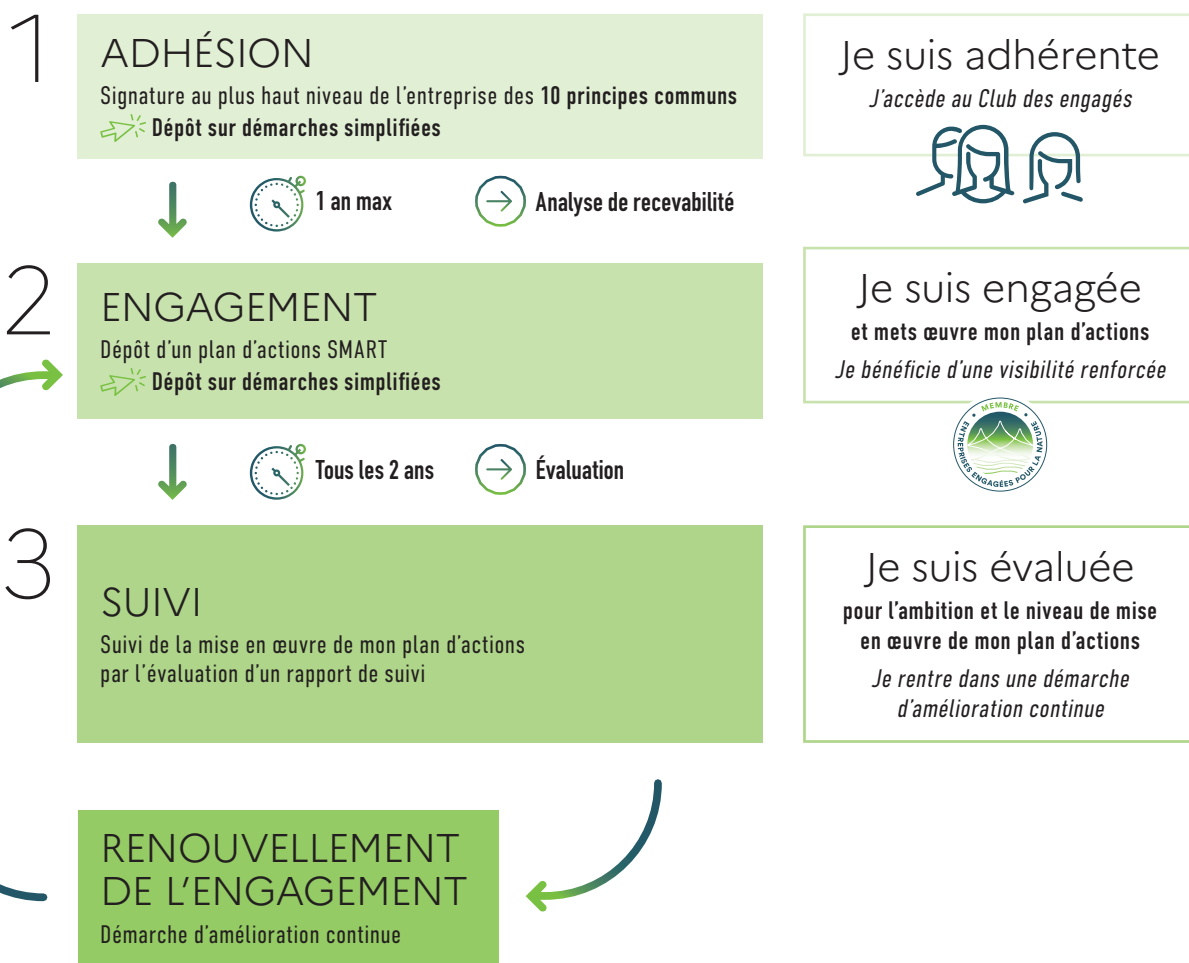 1
ADHÉSION
Signature au plus haut niveau de l'entreprise des 10 principes communs
Dépôt sur démarches simplifiées
Je suis adhérente
J'accède au Club des engagés
1 an max
Analyse de recevabilité
2
ENGAGEMENT
Dépôt d'un plan d'actions SMART
Dépôt sur démarches simplifiées
Je suis engagée
et mets œuvre mon plan d'actions
Je bénéficie d'une visibilité renforcée
MEMBRE
ENTREPRISES ENGAGÉES POUR LA NATURE
Tous les 2 ans
Évaluation
3
SUIVI
Suivi de la mise en œuvre de mon plan d'actions
par l'évaluation d'un rapport de suivi
Je suis évaluée
pour l'ambition et le niveau de mise
en œuvre de mon plan d'actions
Je rentre dans une démarche
d'amélioration continue
RENOUVELLEMENT
DE L'ENGAGEMENT
Démarche d'amélioration continue